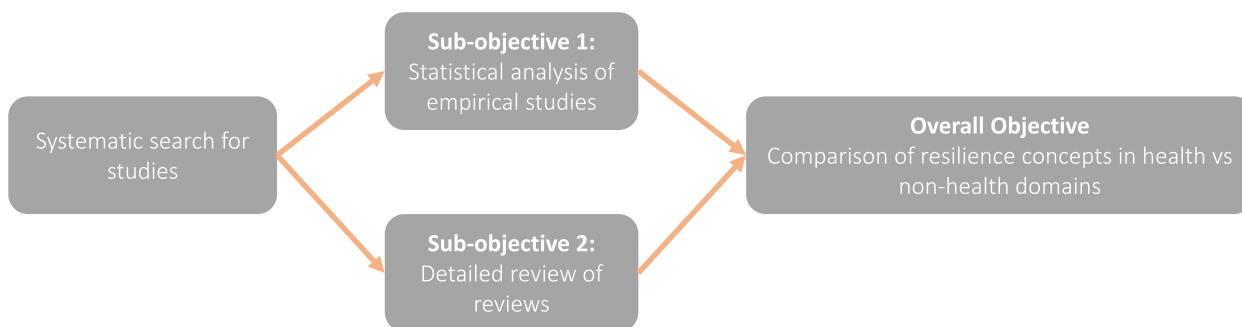 Systematic search for
studies
Sub-objective 1:
Statistical analysis of
empirical studies
Sub-objective 2:
Detailed review of
reviews
Overall Objective
Comparison of resilience concepts in health vs
non-health domains